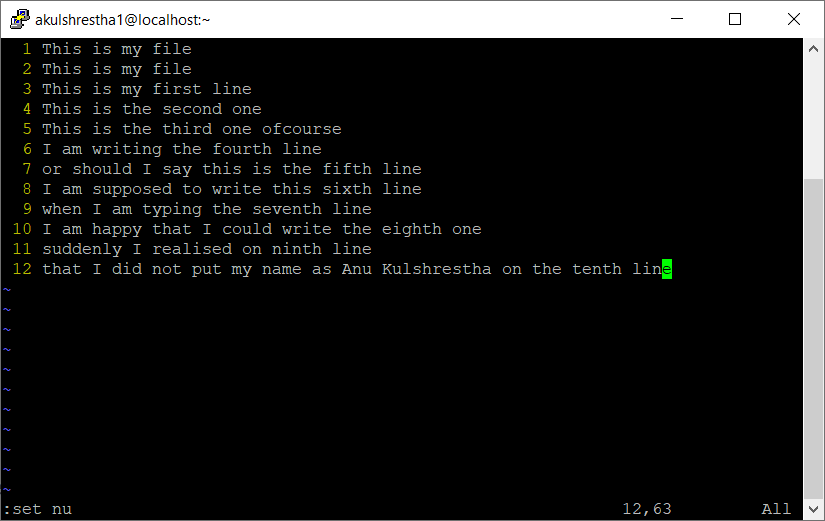 akulshrestha1@localhost:~
1 This is my file
2 This is my file
3 This is my first line
4 This is the second one
5 This is the third one ofcourse
6 I am writing the fourth line
7 or should I say this is the fifth line
8 I am supposed to write this sixth line
9 when I am typing the seventh line
10 I am happy that I could write the eighth one
11 suddenly I realised on ninth line
12 that I did not put my name as Anu Kulshrestha on the tenth line
~
~
~
~
~
~
~
~
~
~
~
:set nu 12,63 All